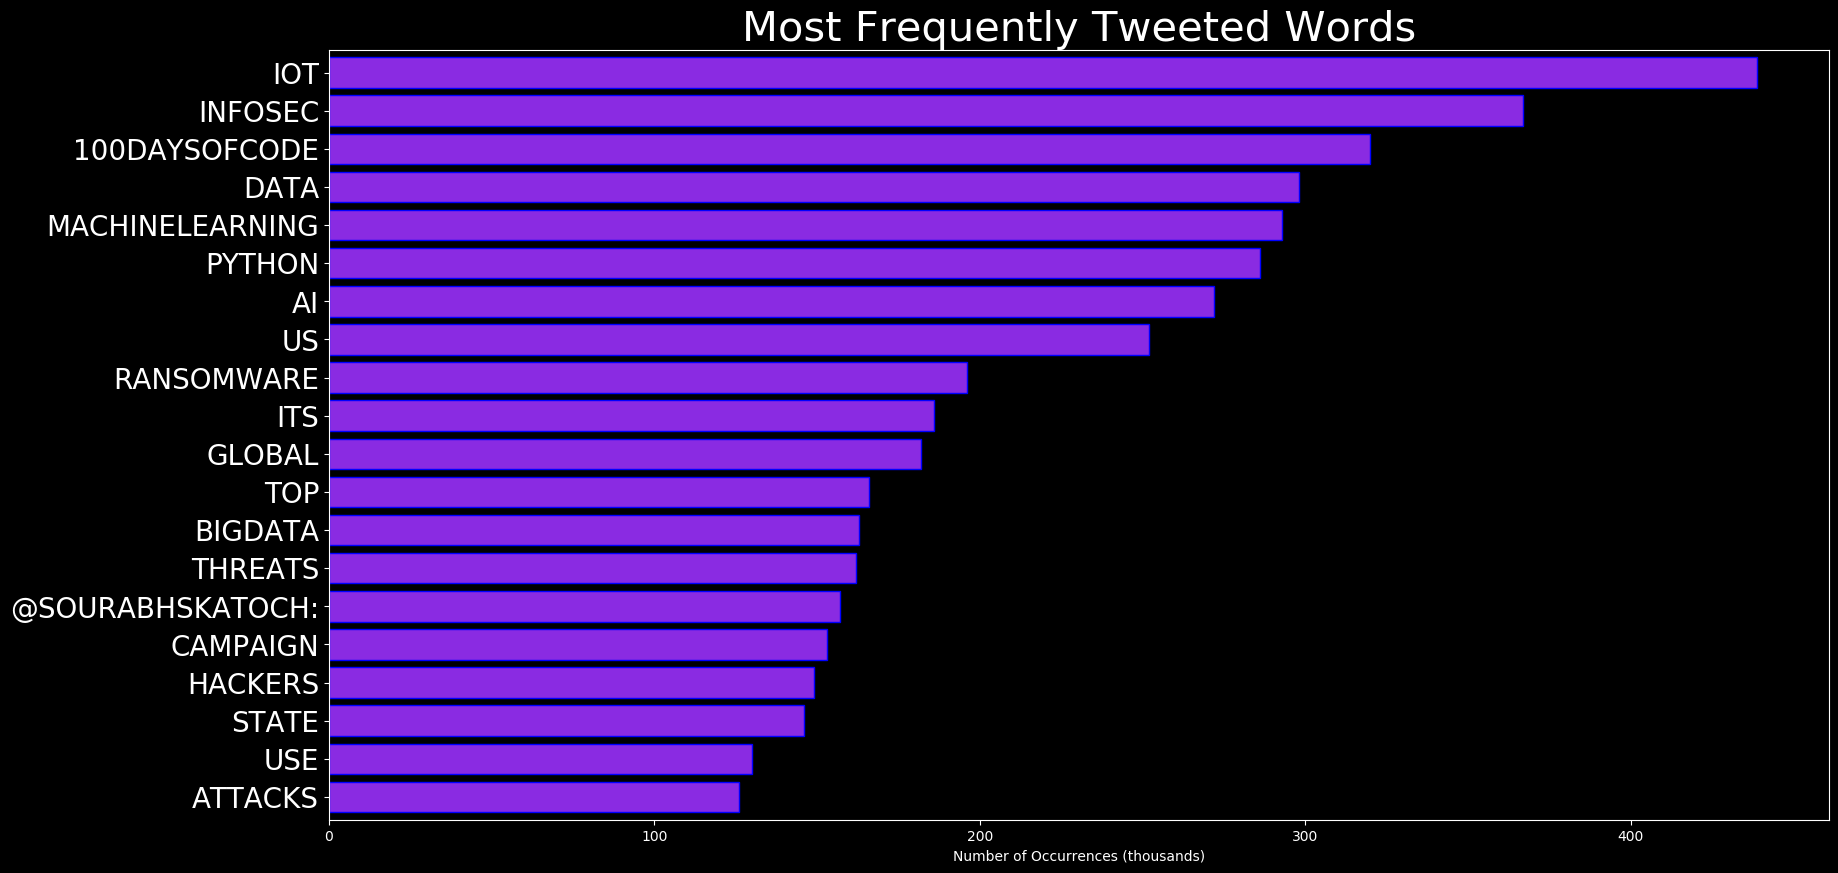 Most Frequently Tweeted Words
IOT
INFOSEC
100DAYSOFCODE
DATA
MACHINELEARNING
PYTHON
AI
US
RANSOMWARE
ITS
GLOBAL
TOP
BIGDATA
THREATS
@SOURABHSKATOCH:
CAMPAIGN
HACKERS
STATE
USE
ATTACKS
0 100 200 300 400
Number of Occurrences (thousands)